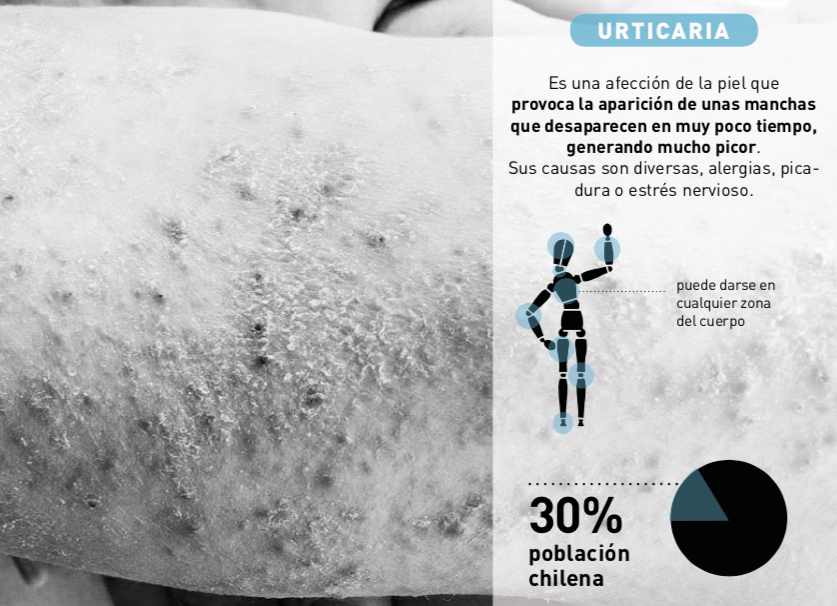 URTICARIA
Es una afección de la piel que
provoca la aparición de unas manchas
que desaparecen en muy poco tiempo,
generando mucho picor.
Sus causas son diversas, alergias, pica-
dura o estrés nervioso.
puede darse en
cualquier zona
del cuerpo
30%
población
chilena